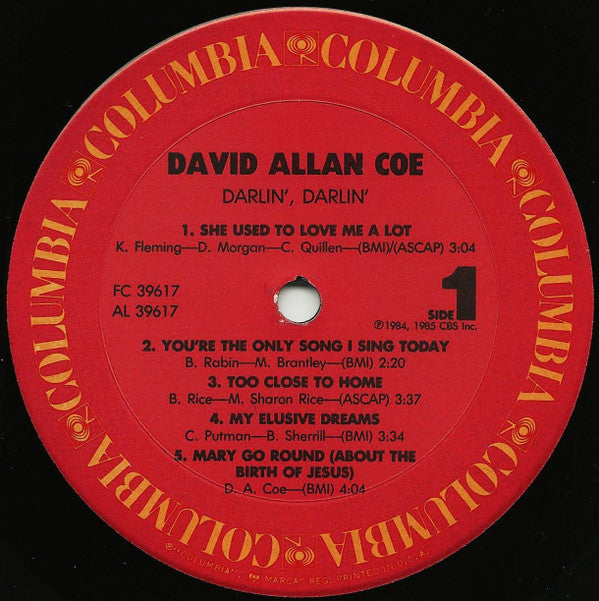 COLUMBIA COLUMBIA COLUMBIA COLUMBIA COLUMBIA COLUMBIA COLUMBIA COLUMBIA
DAVID ALLAN COE
DARLIN', DARLIN'
1. SHE USED TO LOVE ME A LOT
K. Fleming—D. Morgan—C. Quillen—(BMI)/(ASCAP) 3:04
FC 39617
AL 39617
SIDE 1
℗ 1984, 1985 CBS Inc.
2. YOU'RE THE ONLY SONG I SING TODAY
B. Rabin—M. Brantley—(BMI) 2:20
3. TOO CLOSE TO HOME
B. Rice—M. Sharon Rice—(ASCAP) 3:37
4. MY ELUSIVE DREAMS
C. Putman—B. Sherrill—(BMI) 3:34
5. MARY GO ROUND (ABOUT THE
BIRTH OF JESUS)
D. A. Coe—(BMI) 4:04
"COLUMBIA", MARCAS REG. PRINTED IN U.S.A.